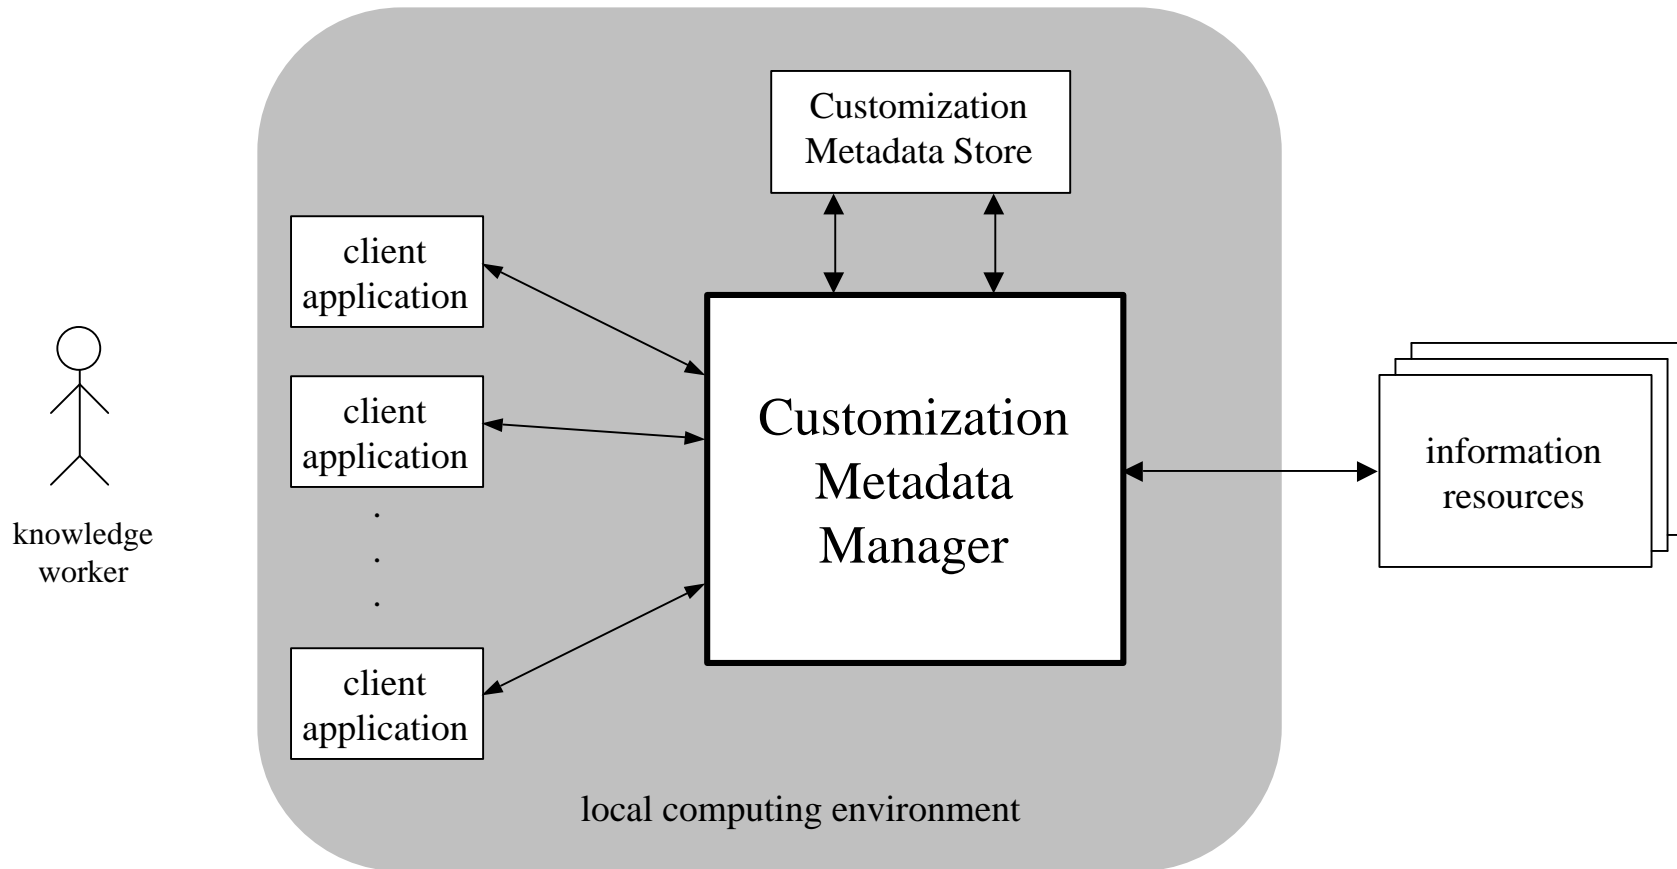 Customization
Metadata Store
client
application
client
application
.
.
.
client
application
knowledge
worker
Customization
Metadata
Manager
information
resources
local computing environment